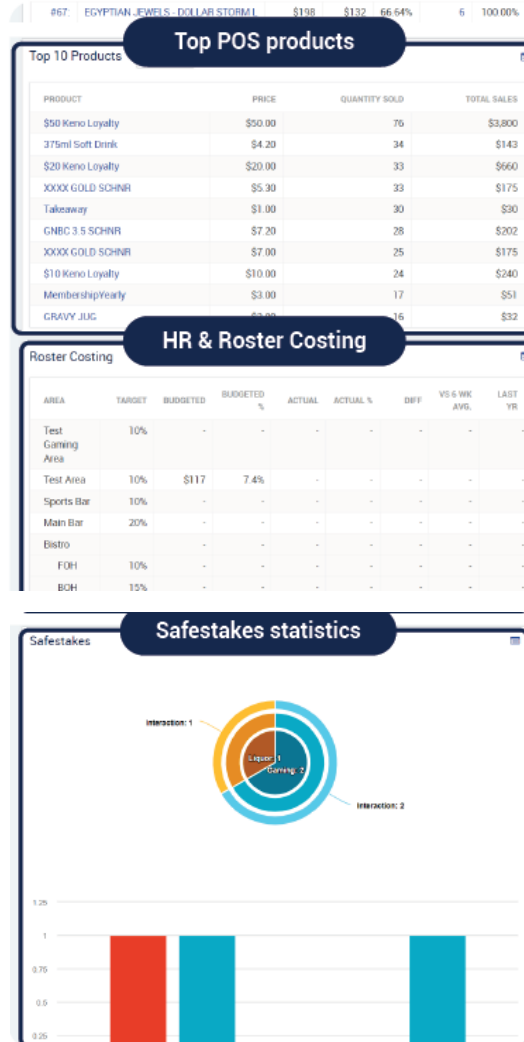 #67: EGYPTIAN JEWELS - DOLLAR STORM L $198 $132 66.64% 6 100.00%
Top POS products
Top 10 Products
PRODUCT PRICE QUANTITY SOLD TOTAL SALES
$50 Keno Loyalty $50.00 76 $3,800
375ml Soft Drink $4.20 34 $143
$20 Keno Loyalty $20.00 33 $660
XXXX GOLD SCHNR $5.30 33 $175
Takeaway $1.00 30 $30
GNBC 3.5 SCHNR $7.20 28 $202
XXXX GOLD SCHNR $7.00 25 $175
$10 Keno Loyalty $10.00 24 $240
MembershipYearly $3.00 17 $51
GRAVY JUG 16 $32
HR & Roster Costing
Roster Costing
AREA TARGET BUDGETED BUDGETED % ACTUAL ACTUAL % DIFF VS 6 WK AVG. LAST YR
Test Gaming Area 10% - - - - - - -
Test Area 10% $117 7.4% - - - - -
Sports Bar 10% - - - - - - -
Main Bar 20% - - - - - - -
Bistro - - - - - - -
FOH 10% - - - - - - -
BOH 15% - - - - - - -
Safestakes statistics
Safestakes
Interaction: 1
Liquor: 1
Gaming: 2
Interaction: 2
1.25
1
0.75
0.5
0.25